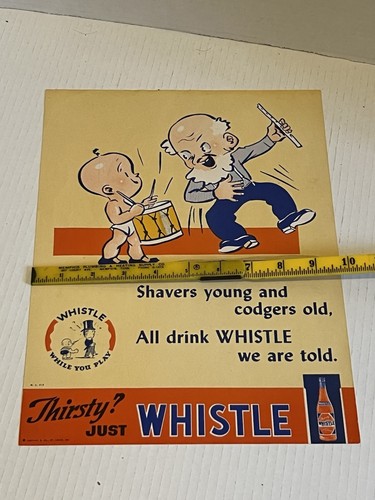 7 8 9 10
Shavers young and
codgers old,
All drink WHISTLE
we are told.
WHISTLE
WHILE YOU PLAY
Thirsty?
JUST
WHISTLE
WHISTLE